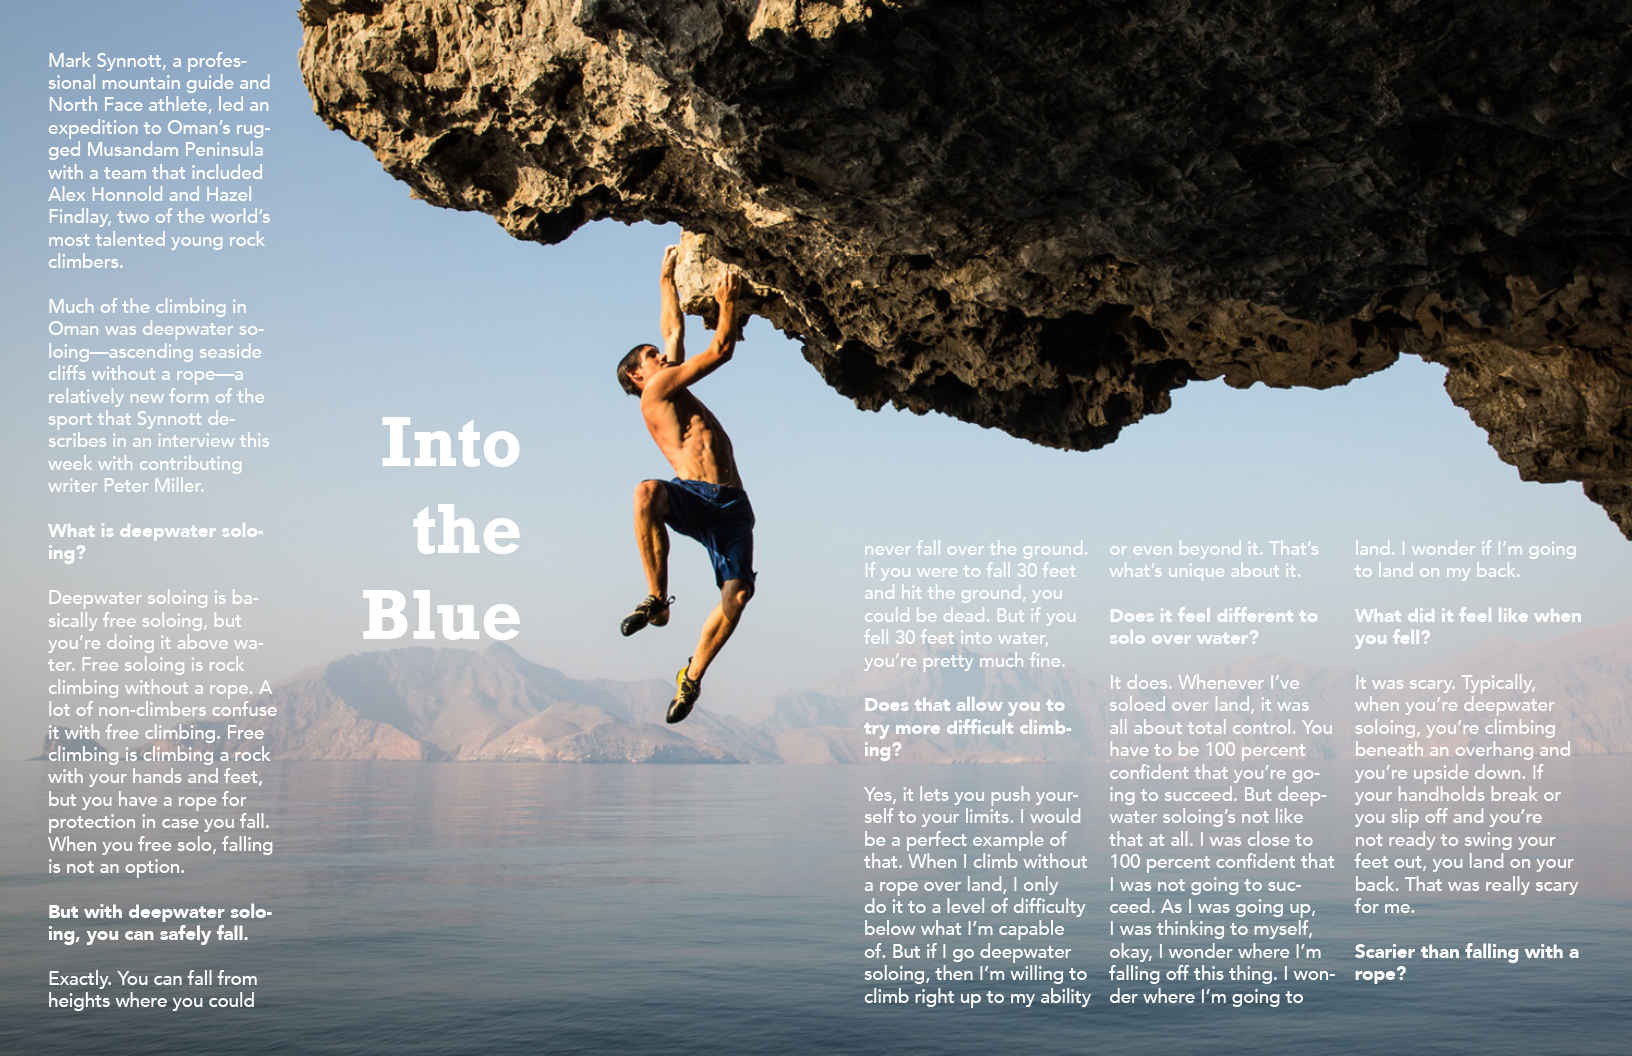 Mark Synnott, a profes-
sional mountain guide and
North Face athlete, led an
expedition to Oman's rug-
ged Musandam Peninsula
with a team that included
Alex Honnold and Hazel
Findlay, two of the world's
most talented young rock
climbers.
Much of the climbing in
Oman was deepwater so-
loing—ascending seaside
cliffs without a rope—a
relatively new form of the
sport that Synnott de-
scribes in an interview this
week with contributing
writer Peter Miller.
What is deepwater solo-
ing?
Deepwater soloing is ba-
sically free soloing, but
you're doing it above wa-
ter. Free soloing is rock
climbing without a rope. A
lot of non-climbers confuse
it with free climbing. Free
climbing is climbing a rock
with your hands and feet,
but you have a rope for
protection in case you fall.
When you free solo, falling
is not an option.
But with deepwater solo-
ing, you can safely fall.
Exactly. You can fall from
heights where you could
Into
the
Blue
never fall over the ground.
If you were to fall 30 feet
and hit the ground, you
could be dead. But if you
fell 30 feet into water,
you're pretty much fine.
Does that allow you to
try more difficult climb-
ing?
Yes, it lets you push your-
self to your limits. I would
be a perfect example of
that. When I climb without
a rope over land, I only
do it to a level of difficulty
below what I'm capable
of. But if I go deepwater
soloing, then I'm willing to
climb right up to my ability
or even beyond it. That's
what's unique about it.
Does it feel different to
solo over water?
It does. Whenever I've
soloed over land, it was
all about total control. You
have to be 100 percent
confident that you're go-
ing to succeed. But deep-
water soloing's not like
that at all. I was close to
100 percent confident that
I was not going to suc-
ceed. As I was going up,
I was thinking to myself,
okay, I wonder where I'm
falling off this thing. I won-
der where I'm going to
land. I wonder if I'm going
to land on my back.
What did it feel like when
you fell?
It was scary. Typically,
when you're deepwater
soloing, you're climbing
beneath an overhang and
you're upside down. If
your handholds break or
you slip off and you're
not ready to swing your
feet out, you land on your
back. That was really scary
for me.
Scarier than falling with a
rope?